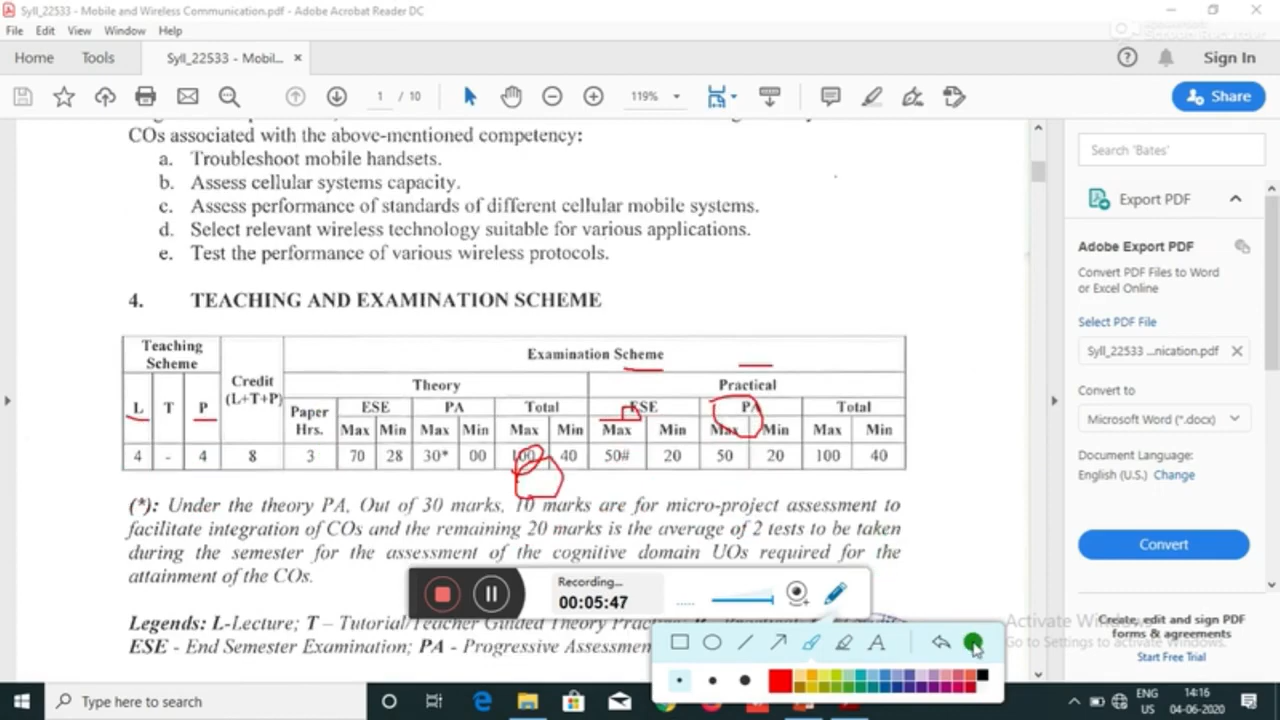 Syll_22533 - Mobile and Wireless Communication.pdf - Adobe Acrobat Reader DC
File Edit View Window Help
Home Tools Syll_22533 - Mobil... × Sign In
1 / 10 119% Share
COs associated with the above-mentioned competency:
a. Troubleshoot mobile handsets.
b. Assess cellular systems capacity.
c. Assess performance of standards of different cellular mobile systems.
d. Select relevant wireless technology suitable for various applications.
e. Test the performance of various wireless protocols.
4. TEACHING AND EXAMINATION SCHEME
Teaching Scheme
Credit (L+T+P)
Examination Scheme
Theory Practical
L T P
Paper Hrs.
ESE PA Total ESE PA Total
Max Min Max Min Max Min Max Min Max Min Max Min
4 - 4 8 3 70 28 30* 00 100 40 50# 20 50 20 100 40
(*): Under the theory PA, Out of 30 marks, 10 marks are for micro-project assessment to
facilitate integration of COs and the remaining 20 marks is the average of 2 tests to be taken
during the semester for the assessment of the cognitive domain UOs required for the
attainment of the COs.
Legends: L-Lecture; T – Tutorial/Teacher Guided Theory
ESE - End Semester Examination; PA - Progressive
Search 'Bates'
Export PDF
Adobe Export PDF
Convert PDF Files to Word
or Excel Online
Select PDF File
Syll_22533 ...nication.pdf ×
Convert to
Microsoft Word (*.docx)
Document Language:
English (U.S.) Change
Convert
Create, edit and sign PDF
forms & agreements
Start Free Trial
Activate Windows
Go to Settings to activate Windows.
Recording...
00:05:47
A
Type here to search
ENG
US
14:16
04-06-2020